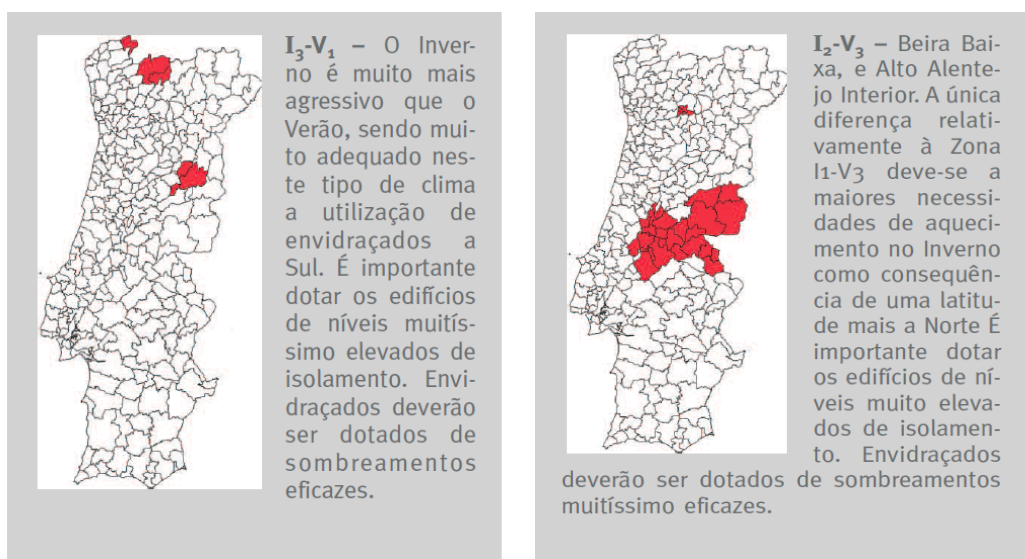 I₃-V₁ – O Inver-
no é muito mais
agressivo que o
Verão, sendo mui-
to adequado nes-
te tipo de clima
a utilização de
envidraçados a
Sul. É importante
dotar os edifícios
de níveis muitís-
simo elevados de
isolamento. Envi-
draçados deverão
ser dotados de
sombreamentos
eficazes.
I₂-V₃ – Beira Bai-
xa, e Alto Alente-
jo Interior. A única
diferença relati-
vamente à Zona
I1-V3 deve-se a
maiores necessi-
dades de aqueci-
mento no Inverno
como consequên-
cia de uma latitu-
de mais a Norte É
importante dotar
os edifícios de ní-
veis muito eleva-
dos de isolamen-
to. Envidraçados
deverão ser dotados de sombreamentos
muitíssimo eficazes.